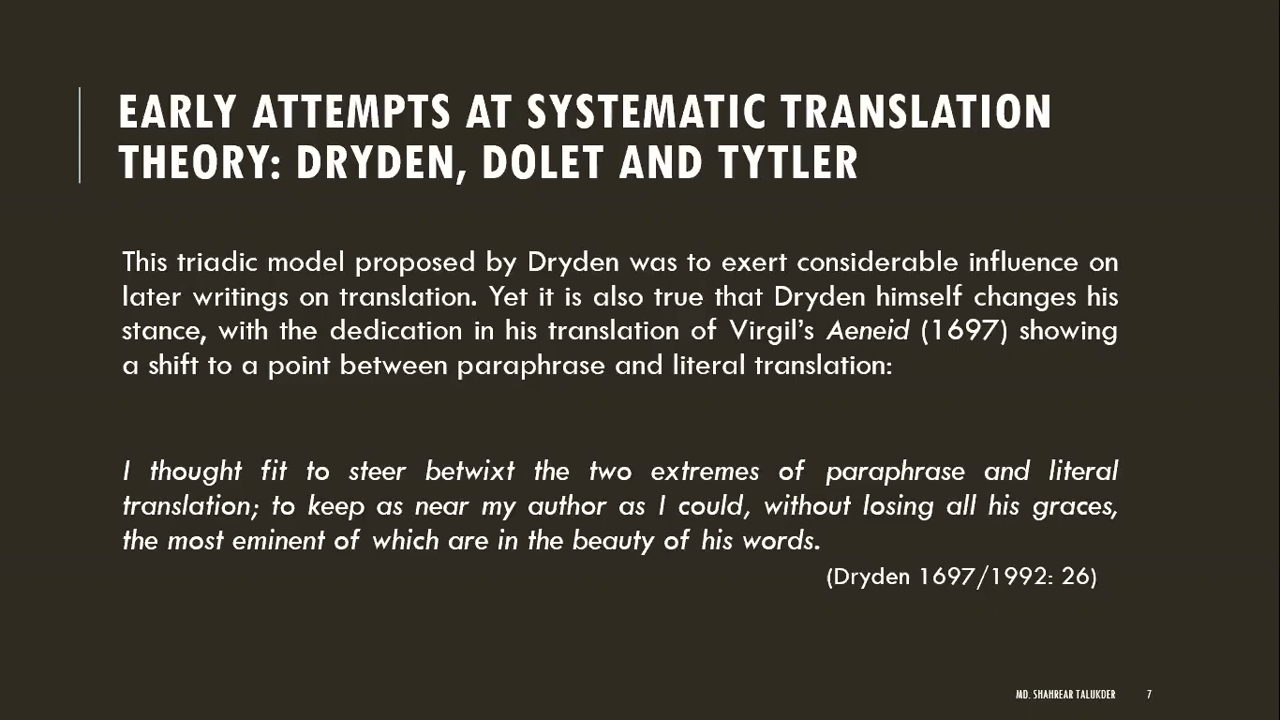 EARLY ATTEMPTS AT SYSTEMATIC TRANSLATION
THEORY: DRYDEN, DOLET AND TYTLER
This triadic model proposed by Dryden was to exert considerable influence on
later writings on translation. Yet it is also true that Dryden himself changes his
stance, with the dedication in his translation of Virgil's Aeneid (1697) showing
a shift to a point between paraphrase and literal translation:
I thought fit to steer betwixt the two extremes of paraphrase and literal
translation; to keep as near my author as I could, without losing all his graces,
the most eminent of which are in the beauty of his words.
(Dryden 1697/1992: 26)
MD. SHAHREAR TALUKDER 7